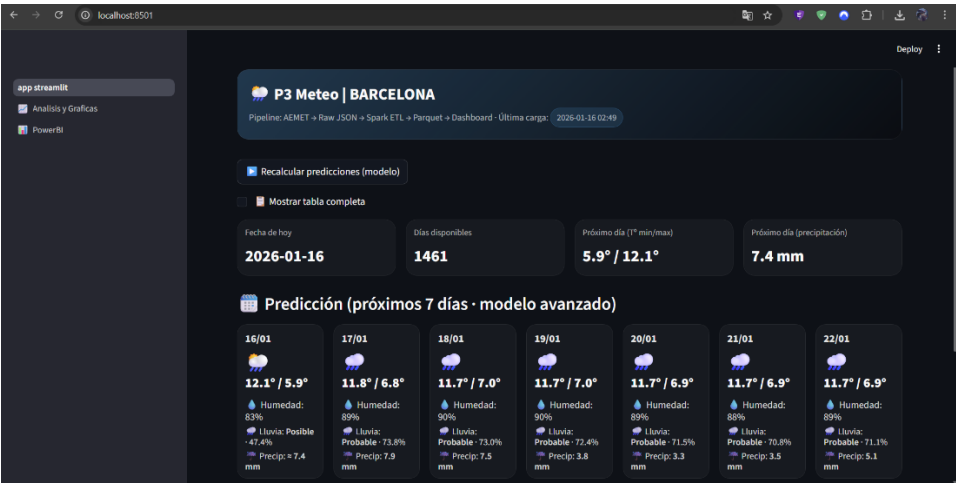 localhost:8501
Deploy
app streamlit
Analisis y Graficas
PowerBI
P3 Meteo | BARCELONA
Pipeline: AEMET → Raw JSON → Spark ETL → Parquet → Dashboard · Última carga: 2026-01-16 02:49
Recalcular predicciones (modelo)
Mostrar tabla completa
Fecha de hoy
2026-01-16
Días disponibles
1461
Próximo día (Tª min/max)
5.9° / 12.1°
Próximo día (precipitación)
7.4 mm
Predicción (próximos 7 días · modelo avanzado)
16/01
12.1° / 5.9°
Humedad:
83%
Lluvia: Posible
· 47.4%
Precip: ≈ 7.4
mm
17/01
11.8° / 6.8°
Humedad:
89%
Lluvia:
Probable · 73.8%
Precip: 7.9
mm
18/01
11.7° / 7.0°
Humedad:
90%
Lluvia:
Probable · 73.0%
Precip: 7.5
mm
19/01
11.7° / 7.0°
Humedad:
90%
Lluvia:
Probable · 72.4%
Precip: 3.8
mm
20/01
11.7° / 6.9°
Humedad:
89%
Lluvia:
Probable · 71.5%
Precip: 3.3
mm
21/01
11.7° / 6.9°
Humedad:
88%
Lluvia:
Probable · 70.8%
Precip: 3.5
mm
22/01
11.7° / 6.9°
Humedad:
89%
Lluvia:
Probable · 71.1%
Precip: 5.1
mm